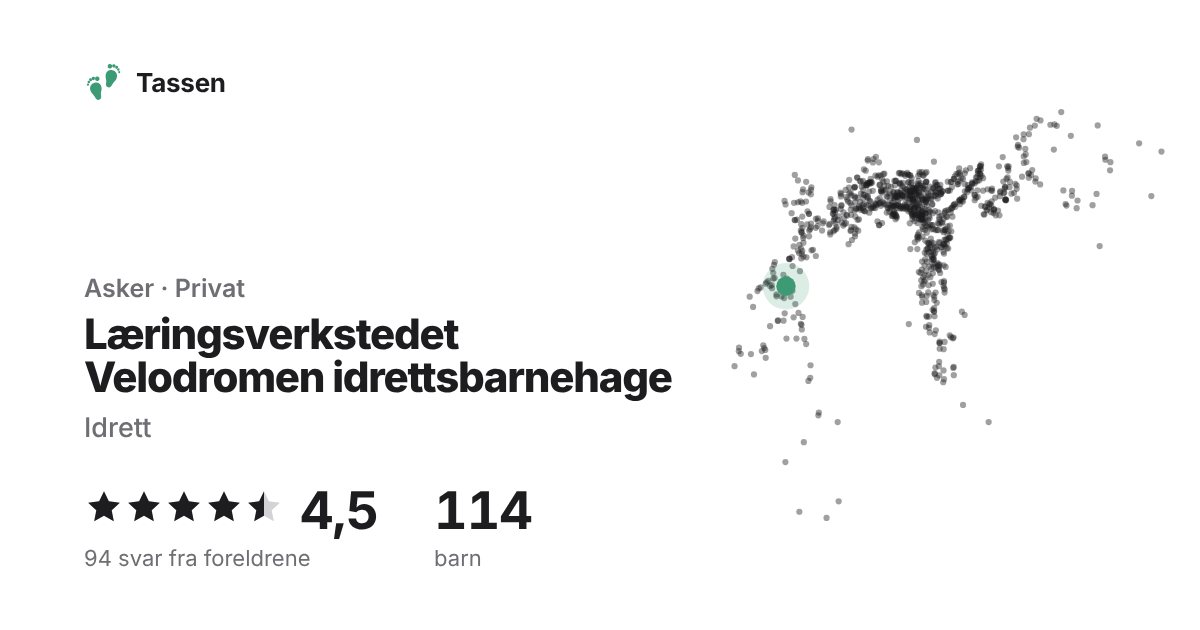 Tassen
Asker · Privat
Læringsverkstedet
Velodromen idrettsbarnehage
Idrett
4,5
94 svar fra foreldrene
114
barn